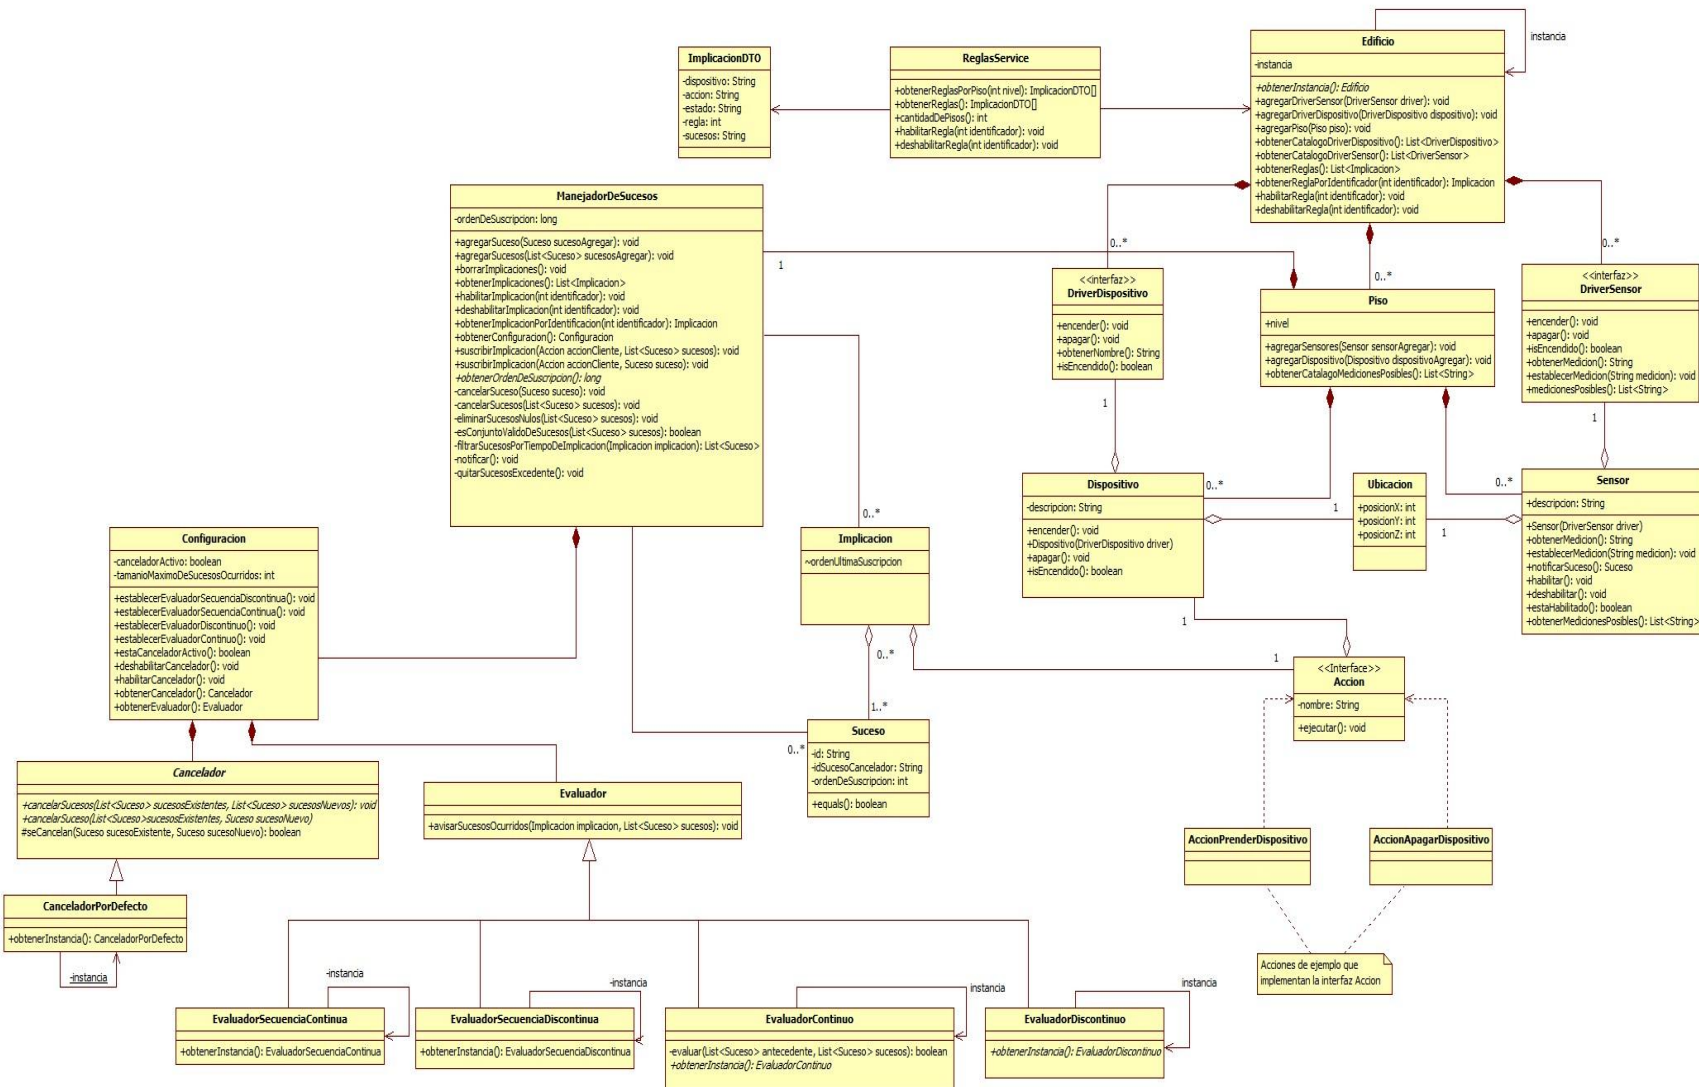 instancia
Edificio
-instancia
+obtenerInstancia(): Edificio
+agregarDriverSensor(DriverSensor driver): void
+agregarDriverDispositivo(DriverDispositivo dispositivo): void
+agregarPiso(Piso piso): void
+obtenerCatalogoDriverDispositivo(): List<DriverDispositivo>
+obtenerCatalogoDriverSensor(): List<DriverSensor>
+obtenerReglas(): List<Implicacion>
+obtenerReglaPorIdentificador(int identificador): Implicacion
+habilitarRegla(int identificador): void
+deshabilitarRegla(int identificador): void
ImplicacionDTO
-dispositivo: String
-accion: String
-estado: String
-regla: int
-sucesos: String
ReglasService
+obtenerReglasPorPiso(int nivel): ImplicacionDTO[]
+obtenerReglas(): ImplicacionDTO[]
+cantidadDePisos(): int
+habilitarRegla(int identificador): void
+deshabilitarRegla(int identificador): void
ManejadorDeSucesos
-ordenDeSuscripcion: long
+agregarSuceso(Suceso sucesoAgregar): void
+agregarSucesos(List<Suceso> sucesosAgregar): void
+borrarImplicaciones(): void
+obtenerImplicaciones(): List<Implicacion>
+habilitarImplicacion(int identificador): void
+deshabilitarImplicacion(int identificador): void
+obtenerImplicacionPorIdentificacion(int identificador): Implicacion
+obtenerConfiguracion(): Configuracion
+suscribirImplicacion(Accion accionCliente, List<Suceso> sucesos): void
+suscribirImplicacion(Accion accionCliente, Suceso suceso): void
+obtenerOrdenDeSuscripcion(): long
-cancelarSuceso(Suceso suceso): void
-cancelarSucesos(List<Suceso> sucesos): void
-eliminarSucesosNulos(List<Suceso> sucesos): void
-esConjuntoValidoDeSucesos(List<Suceso> sucesos): boolean
-filtrarSucesosPorTiempoDeImplicacion(Implicacion implicacion): List<Suceso>
-notificar(): void
-quitarSucesosExcedente(): void
1
0..*
0..*
0..*
<<interfaz>>
DriverDispositivo
+encender(): void
+apagar(): void
+obtenerNombre(): String
+isEncendido(): boolean
1
Piso
+nivel
+agregarSensores(Sensor sensorAgregar): void
+agregarDispositivo(Dispositivo dispositivoAgregar): void
+obtenerCatalagoMedicionesPosibles(): List<String>
<<interfaz>>
DriverSensor
+encender(): void
+apagar(): void
+isEncendido(): boolean
+obtenerMedicion(): String
+establecerMedicion(String medicion): void
+medicionesPosibles(): List<String>
1
Dispositivo
-descripcion: String
+encender(): void
+Dispositivo(DriverDispositivo driver)
+apagar(): void
+isEncendido(): boolean
0..*
1
Ubicacion
+posicionX: int
+posicionY: int
+posicionZ: int
0..*
1
Sensor
+descripcion: String
+Sensor(DriverSensor driver)
+obtenerMedicion(): String
+establecerMedicion(String medicion): void
+notificarSuceso(): Suceso
+habilitar(): void
+deshabilitar(): void
+estaHabilitado(): boolean
+obtenerMedicionesPosibles(): List<String>
0..*
Implicacion
~ordenUltimaSuscripcion
0..*
1..*
1
1
<<Interface>>
Accion
-nombre: String
+ejecutar(): void
Configuracion
-canceladorActivo: boolean
-tamanioMaximoDeSucesosOcurridos: int
+establecerEvaluadorSecuenciaDiscontinua(): void
+establecerEvaluadorSecuenciaContinua(): void
+establecerEvaluadorDiscontinuo(): void
+establecerEvaluadorContinuo(): void
+estaCanceladorActivo(): boolean
+deshabilitarCancelador(): void
+habilitarCancelador(): void
+obtenerCancelador(): Cancelador
+obtenerEvaluador(): Evaluador
0..*
Suceso
-id: String
-idSucesoCancelador: String
-ordenDeSuscripcion: int
+equals(): boolean
Cancelador
+cancelarSucesos(List<Suceso> sucesosExistentes, List<Suceso> sucesosNuevos): void
+cancelarSuceso(List<Suceso>sucesosExistentes, Suceso sucesoNuevo)
#seCancelan(Suceso sucesoExistente, Suceso sucesoNuevo): boolean
Evaluador
+avisarSucesosOcurridos(Implicacion implicacion, List<Suceso> sucesos): void
AccionPrenderDispositivo
AccionApagarDispositivo
CanceladorPorDefecto
+obtenerInstancia(): CanceladorPorDefecto
-instancia
Acciones de ejemplo que
implementan la interfaz Accion
-instancia
-instancia
instancia
instancia
EvaluadorSecuenciaContinua
+obtenerInstancia(): EvaluadorSecuenciaContinua
EvaluadorSecuenciaDiscontinua
+obtenerInstancia(): EvaluadorSecuenciaDiscontinua
EvaluadorContinuo
-evaluar(List<Suceso> antecedente, List<Suceso> sucesos): boolean
+obtenerInstancia(): EvaluadorContinuo
EvaluadorDiscontinuo
+obtenerInstancia(): EvaluadorDiscontinuo